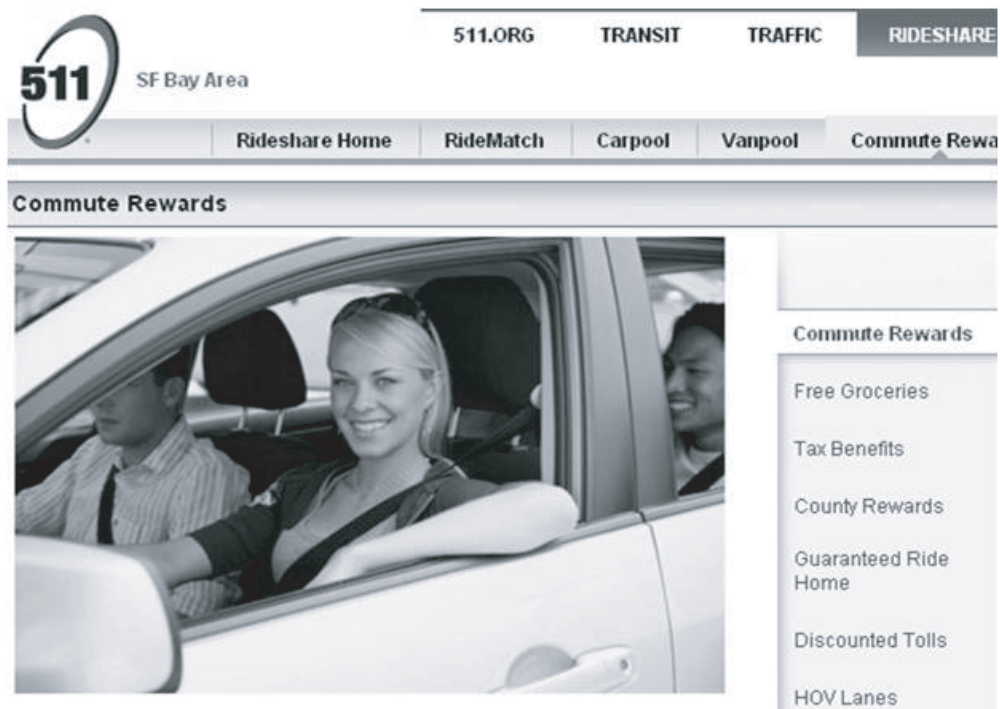 511.ORG TRANSIT TRAFFIC RIDESHARE
511
SF Bay Area
Rideshare Home RideMatch Carpool Vanpool Commute Rewa
Commute Rewards
Commute Rewards
Free Groceries
Tax Benefits
County Rewards
Guaranteed Ride
Home
Discounted Tolls
HOV Lanes